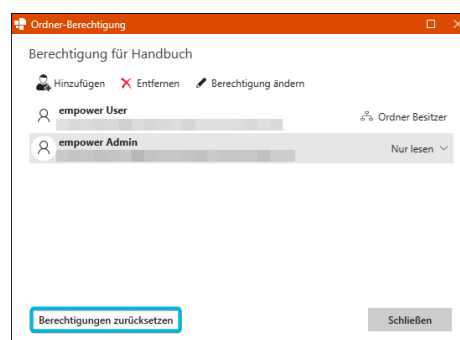 Ordner-Berechtigung
Berechtigung für Handbuch
Hinzufügen Entfernen Berechtigung ändern
empower User
Ordner Besitzer
empower Admin
Nur lesen
Berechtigungen zurücksetzen Schließen